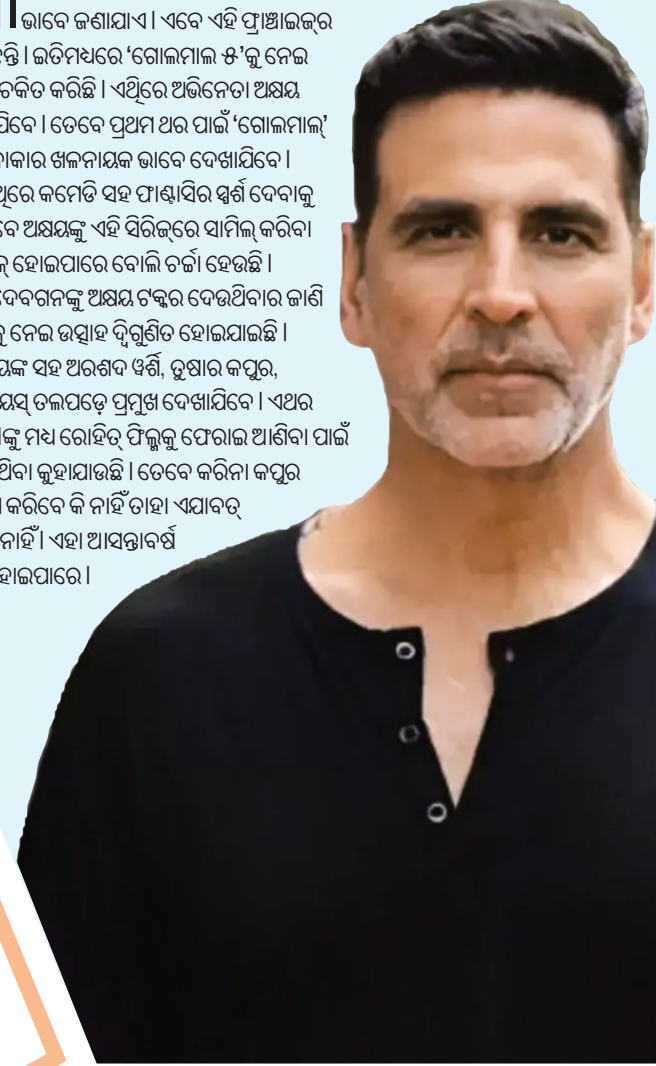 ଭାବେ ଜଣାଯାଏ । ଏବେ ଏହି ଫ୍ରାଞ୍ଚାଇଜ୍‌ର
ଇତିମଧ୍ୟରେ ‘ଗୋଲମାଲ ୫’କୁ ନେଇ
ଚକିତ କରିଛି । ଏଥିରେ ଅଭିନେତା ଅକ୍ଷୟ
ତେବେ ପ୍ରଥମ ଥର ପାଇଁ ‘ଗୋଲମାଲ୍’
ଖଳନାୟକ ଭାବେ ଦେଖାଯିବେ ।
କମେଡି ସହ ଫାଣ୍ଟାସିର ସ୍ପର୍ଶ ଦେବାକୁ
ଅକ୍ଷୟଙ୍କୁ ଏହି ସିରିଜ୍‌ରେ ସାମିଲ୍ କରିବା
ହୋଇପାରେ ବୋଲି ଚର୍ଚ୍ଚା ହେଉଛି ।
ଦେବଗନଙ୍କୁ ଅକ୍ଷୟ ଟକ୍କର ଦେଉଥିବାର ଜାଣି
ନେଇ ଉତ୍ସାହ ଦ୍ୱିଗୁଣିତ ହୋଇଯାଇଛି ।
ସହ ଅରଶଦ ୱର୍ଶି, ତୁଷାର କପୁର,
ତଲପଡ଼େ ପ୍ରମୁଖ ଦେଖାଯିବେ । ଏଥର
ମଧ୍ୟ ରୋହିତ୍ ଫିଲ୍ମକୁ ଫେରାଇ ଆଣିବା ପାଇଁ
କୁହାଯାଉଛି । ତେବେ କରିନା କପୁର
କରିବେ କି ନାହିଁ ତାହା ଏଯାବତ୍
ନାହିଁ । ଏହା ଆସନ୍ତାବର୍ଷ
ହୋଇପାରେ ।